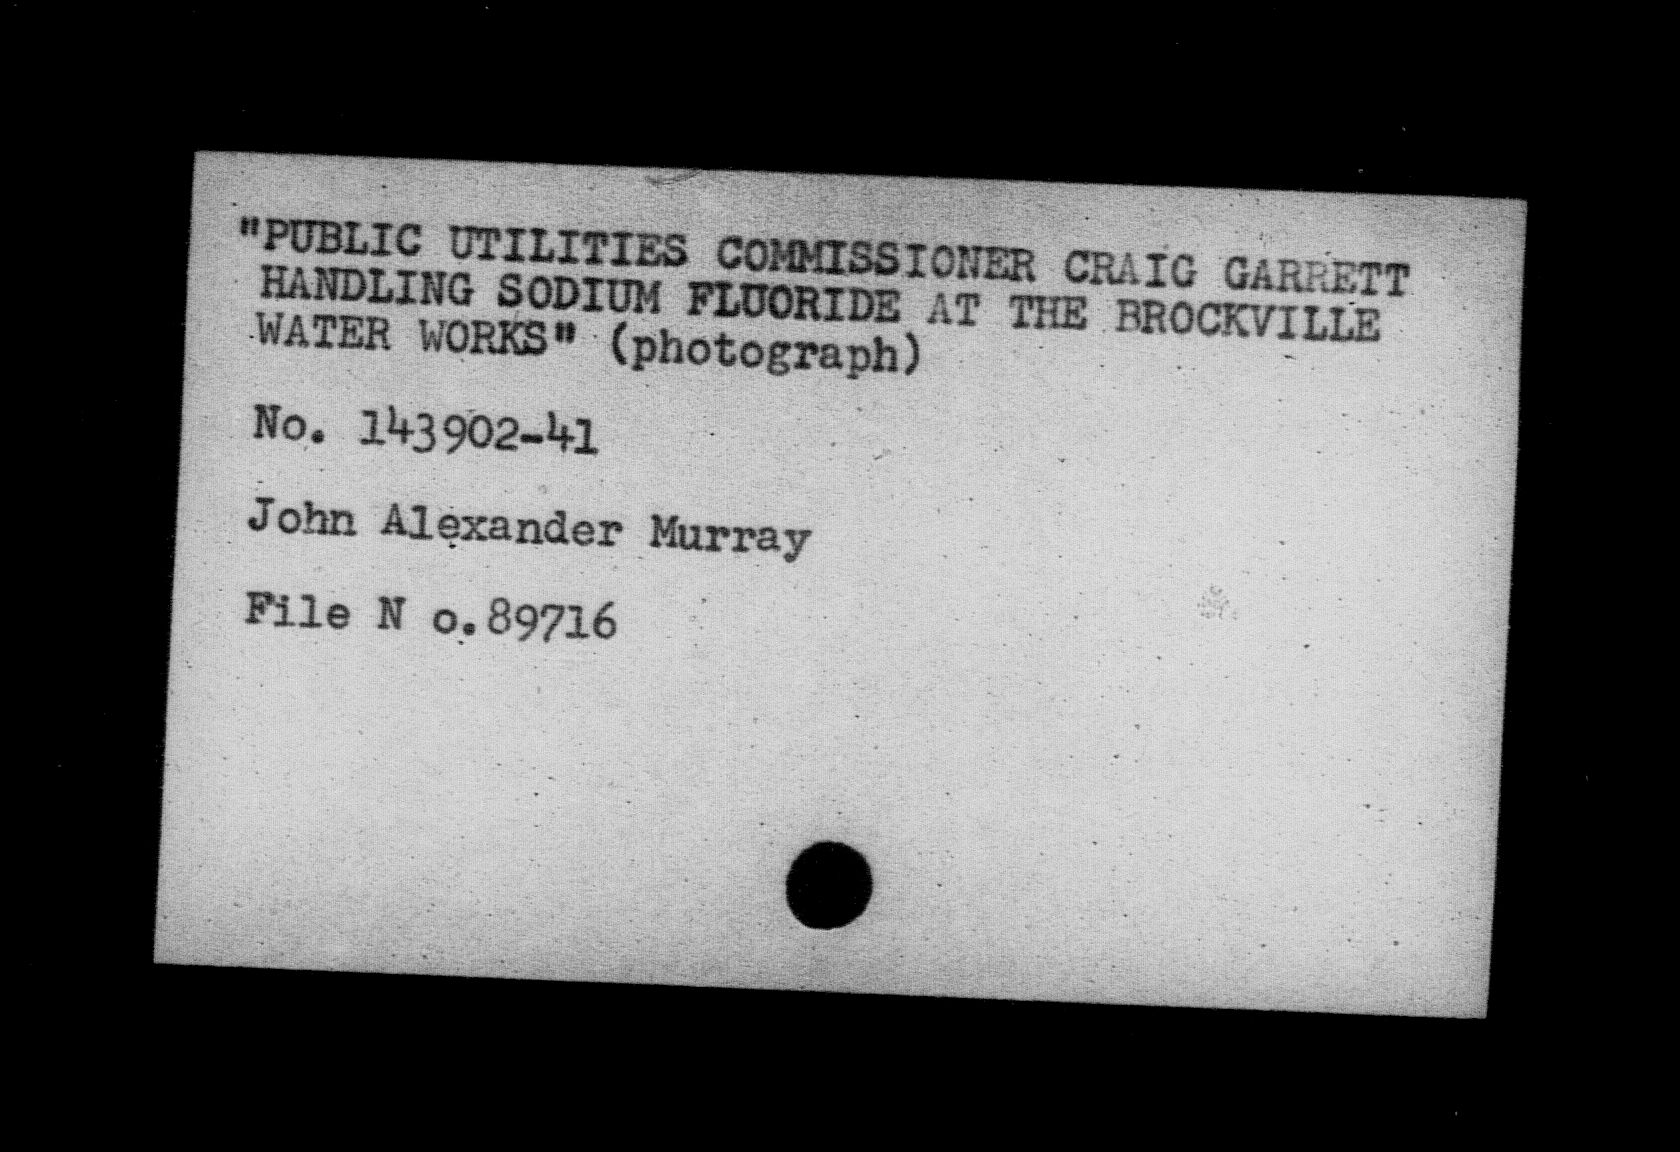 "PUBLIC UTILITIES COMMISSIONER CRAIG GARRETT
HANDLING SODIUM FLUORIDE AT THE BROCKVILLE
WATER WORKS" (photograph)
No. 143902-41
John Alexander Murray
File N o.89716